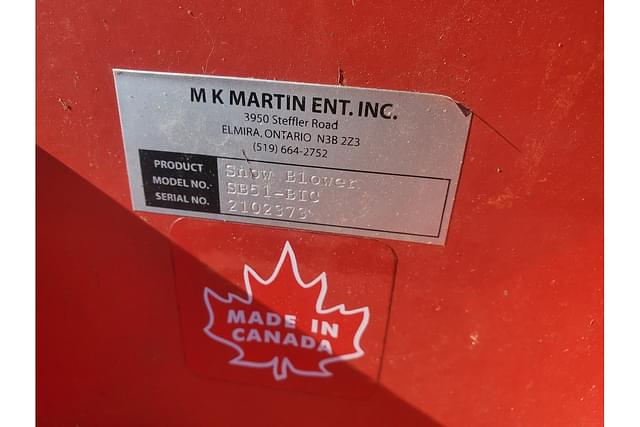 M K MARTIN ENT. INC.
3950 Steffler Road
ELMIRA, ONTARIO N3B 2Z3
(519) 664-2752
PRODUCT Snow Blower
MODEL NO. SB51-BIC
SERIAL NO. 2102373
MADE IN
CANADA